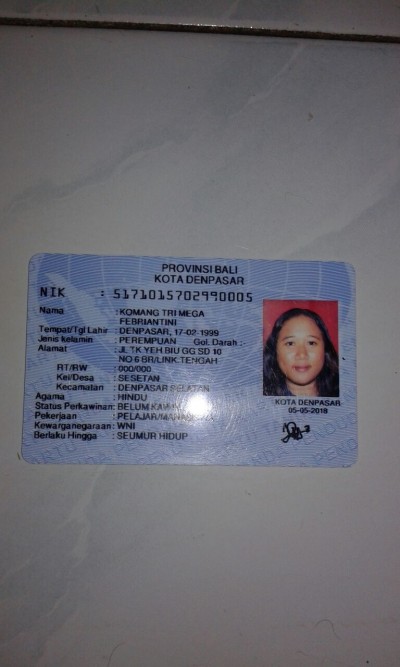 PROVINSI BALI
KOTA DENPASAR
NIK : 5171015702990005
Nama : KOMANG TRI MEGA
FEBRIANTINI
Tempat/Tgl Lahir : DENPASAR, 17-02-1999
Jenis kelamin : PEREMPUAN Gol. Darah :-
Alamat : JL TK YEH BIU GG SD 10
NO 6 BR/LINK.TENGAH
RT/RW : 000/000
Kel/Desa : SESETAN
Kecamatan : DENPASAR SELATAN
Agama : HINDU
Status Perkawinan: BELUM KAWIN
Pekerjaan : PELAJAR/
Kewarganegaraan: WNI
Berlaku Hingga : SEUMUR HIDUP
KOTA DENPASAR
05-05-2018